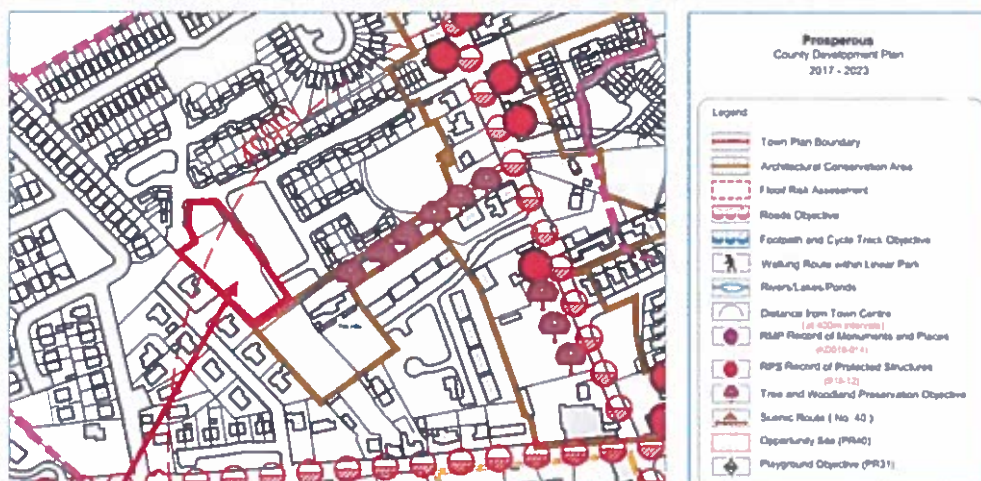 Prosperous
County Development Plan
2017 - 2023
Legend
Town Plan Boundary
Architectural Conservation Area
Flood Risk Assessment
Roads Objective
Footpath and Cycle Track Objective
Walking Route within Linear Park
Rivers/Lakes/Ponds
Distance from Town Centre
(at 400m intervals)
RMP Record of Monuments and Places
RPS Record of Protected Structures
(B18-12)
Tree and Woodland Preservation Objective
Scenic Route ( No. 40 )
Opportunity Site (PR40)
Playground Objective (PR31)